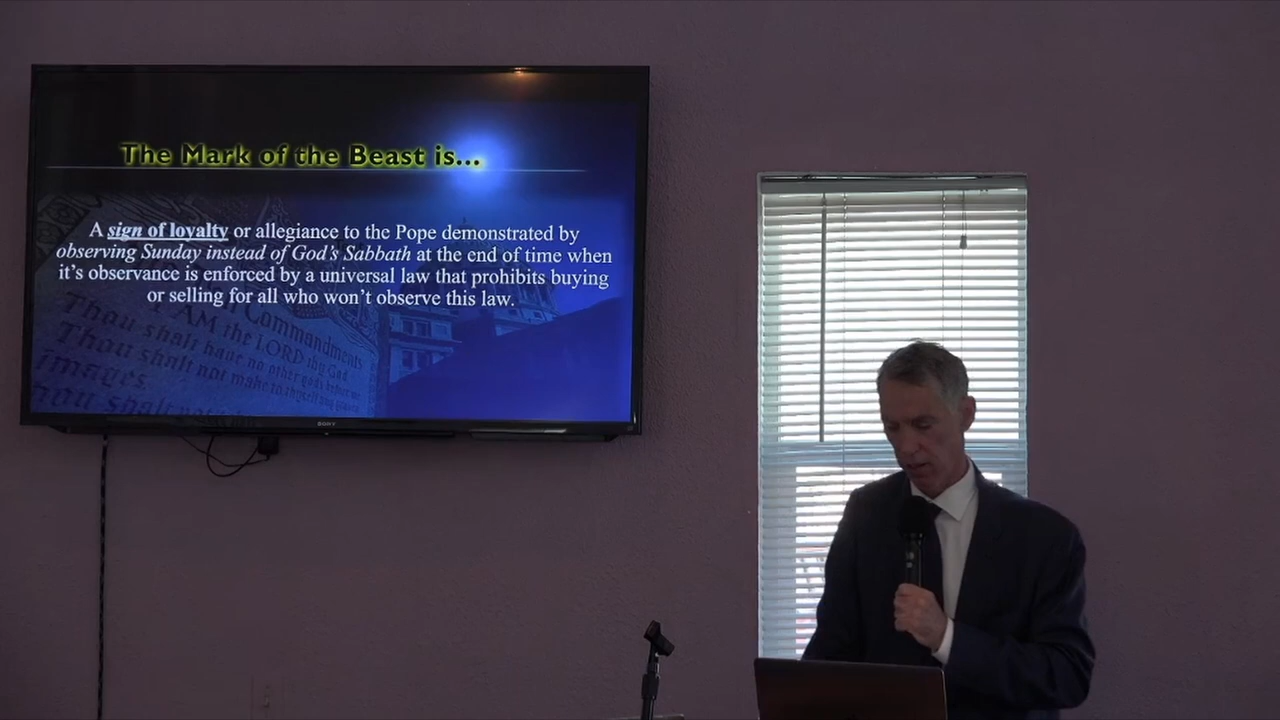 The Mark of the Beast is...
A sign of loyalty or allegiance to the Pope demonstrated by
observing Sunday instead of God's Sabbath at the end of time when
it's observance is enforced by a universal law that prohibits buying
or selling for all who won't observe this law.
Commandments
I AM the LORD thy God
Thou shalt have no other gods before me
Thou shalt not make to thyself any graven
images.
thou shalt not
SONY